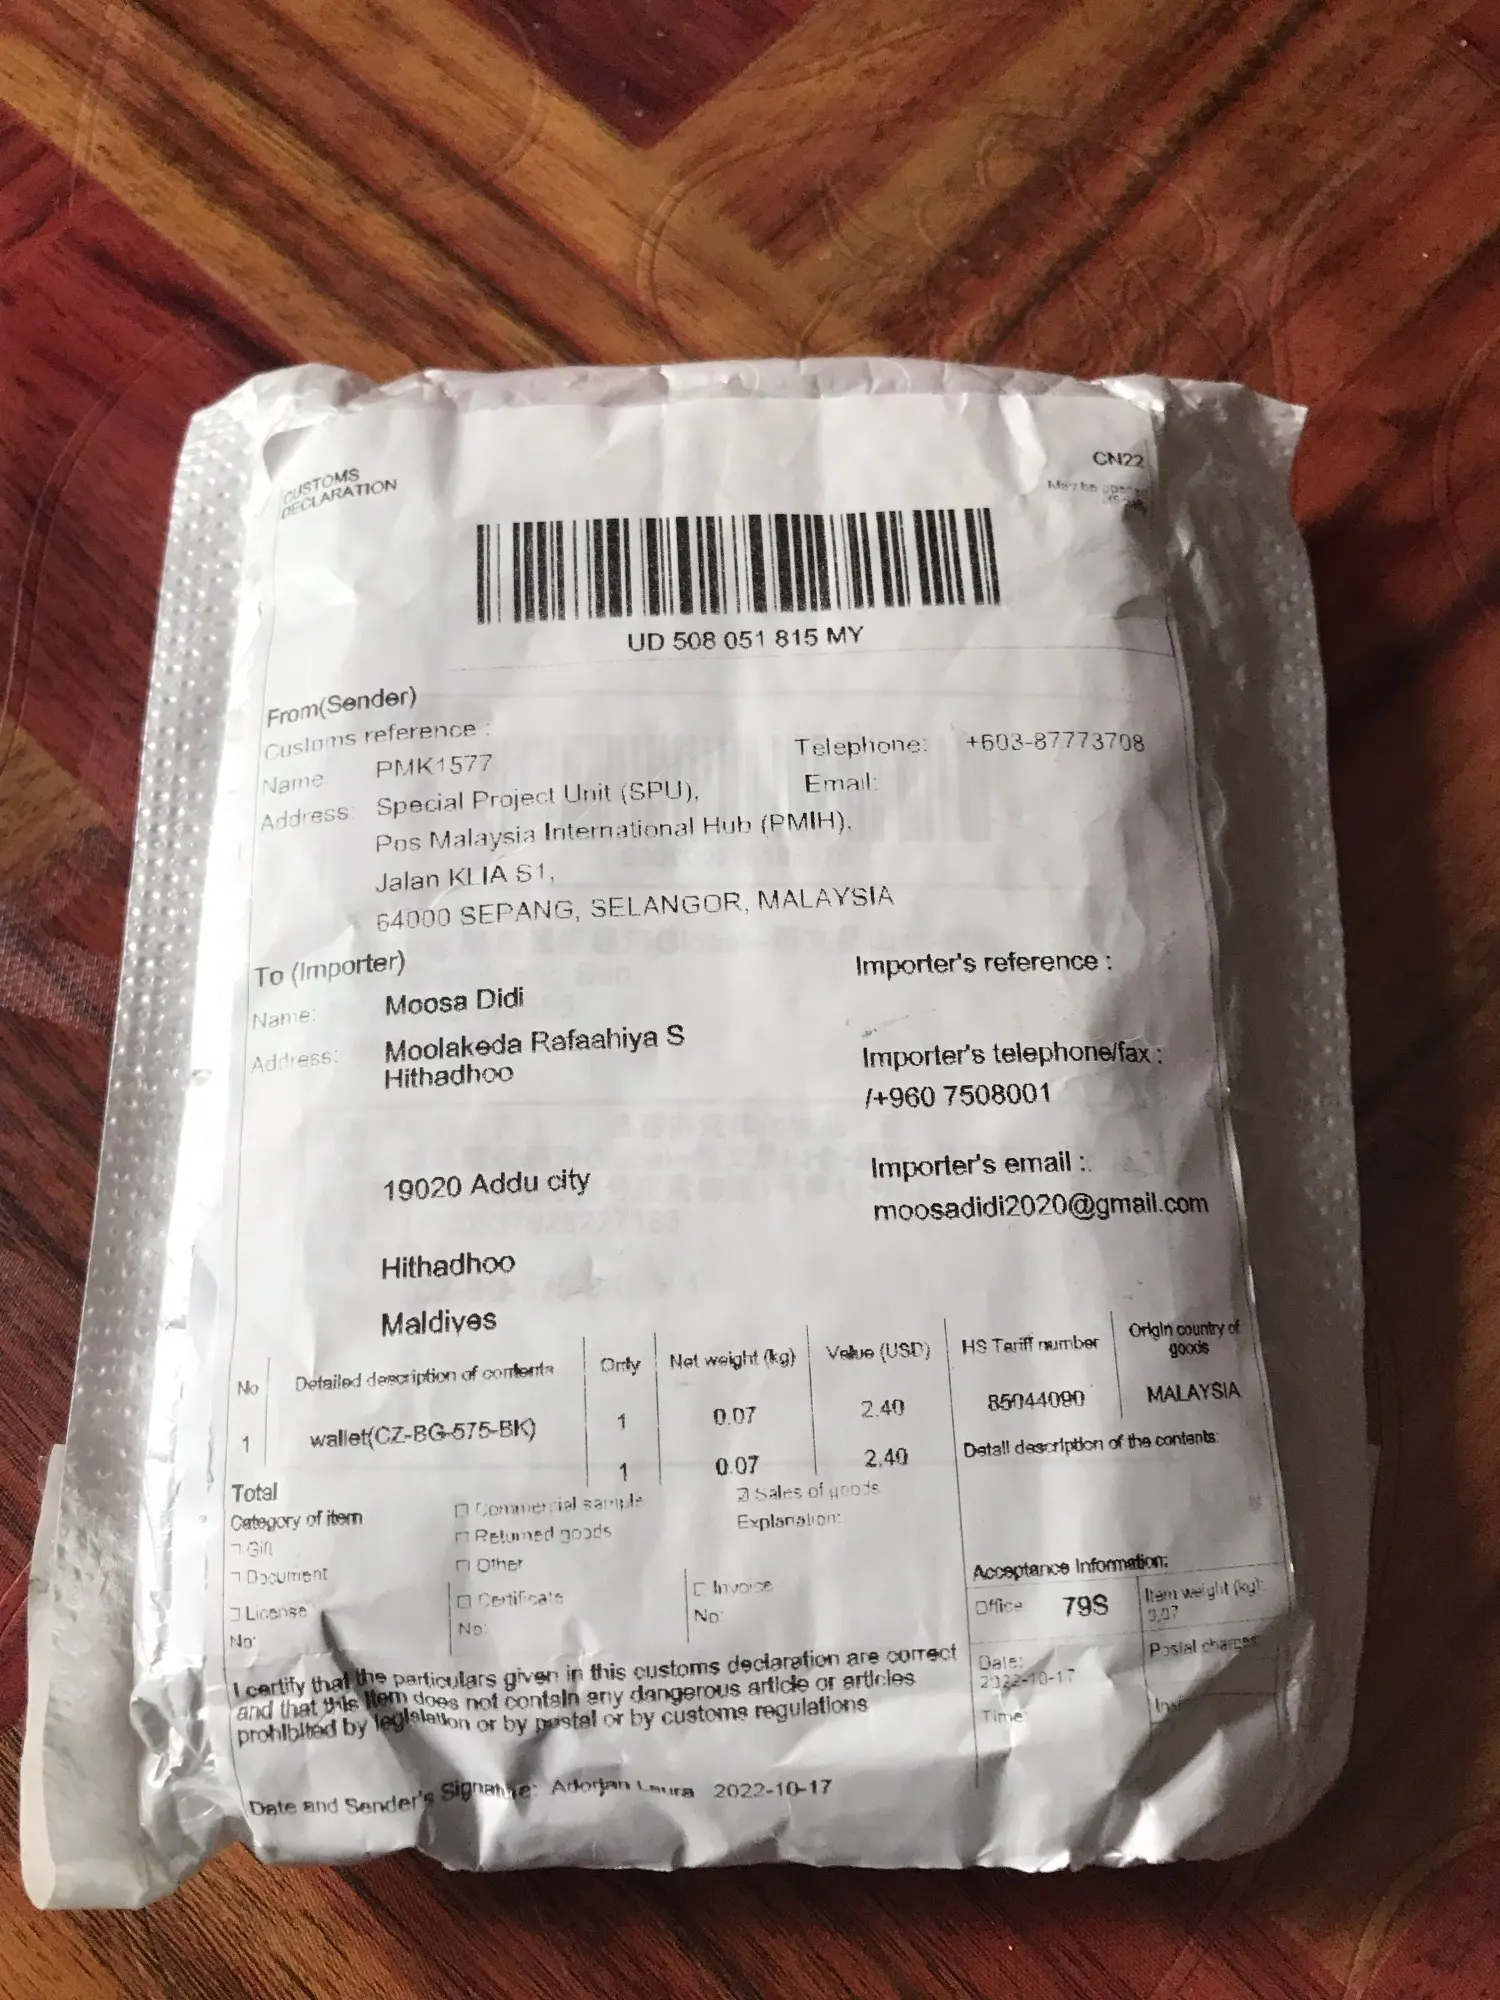 CUSTOMS
DECLARATION
CN22
May be opened
UD 508 051 815 MY
From(Sender)
Customs reference :
Name PMK1577
Telephone: +603-87773708
Email:
Address: Special Project Unit (SPU),
Pos Malaysia International Hub (PMIH),
Jalan KLIA S1,
64000 SEPANG, SELANGOR, MALAYSIA
To (Importer)
Importer's reference :
Name: Moosa Didi
Address: Moolakeda Rafaahiya S
Hithadhoo
Importer's telephone/fax :
/+960 7508001
19020 Addu city
Importer's email :
moosadidi2020@gmail.com
Hithadhoo
Maldives
No Detailed description of contents Qnty Net weight (kg) Value (USD) HS Tariff number Origin country of goods
1 wallet(CZ-BG-575-BK) 1 0.07 2.40 85044090 MALAYSIA
Total 1 0.07 2.40
Detail description of the contents:
Category of item
Gift
Document
Commercial sample
Returned goods
Other
Sales of goods
Explanation:
License
No:
Certificate
No:
Invoice
No:
Acceptance Information:
Office 79S
Item weight (kg):
0.07
Date:
2022-10-17
Postal charges
Time
I certify that the particulars given in this customs declaration are correct
and that this item does not contain any dangerous article or articles
prohibited by legislation or by postal or by customs regulations
Date and Sender's Signature: Adorjan Laura 2022-10-17